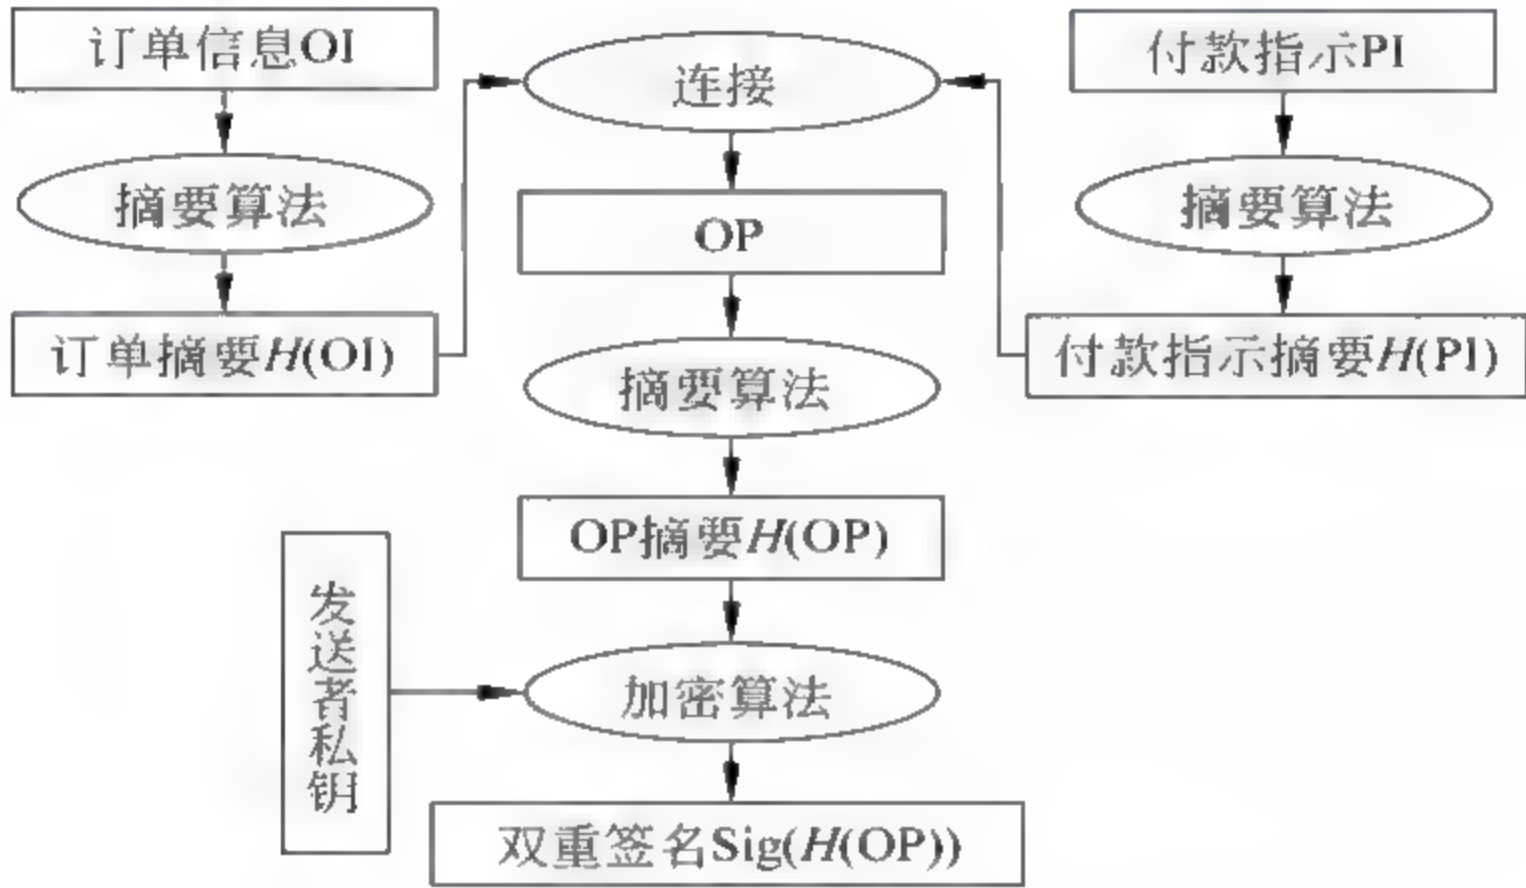 订单信息OI
连接
付款指示PI
摘要算法
OP
摘要算法
订单摘要H(OI)
摘要算法
付款指示摘要H(PI)
OP摘要H(OP)
发送者私钥
加密算法
双重签名Sig(H(OP))